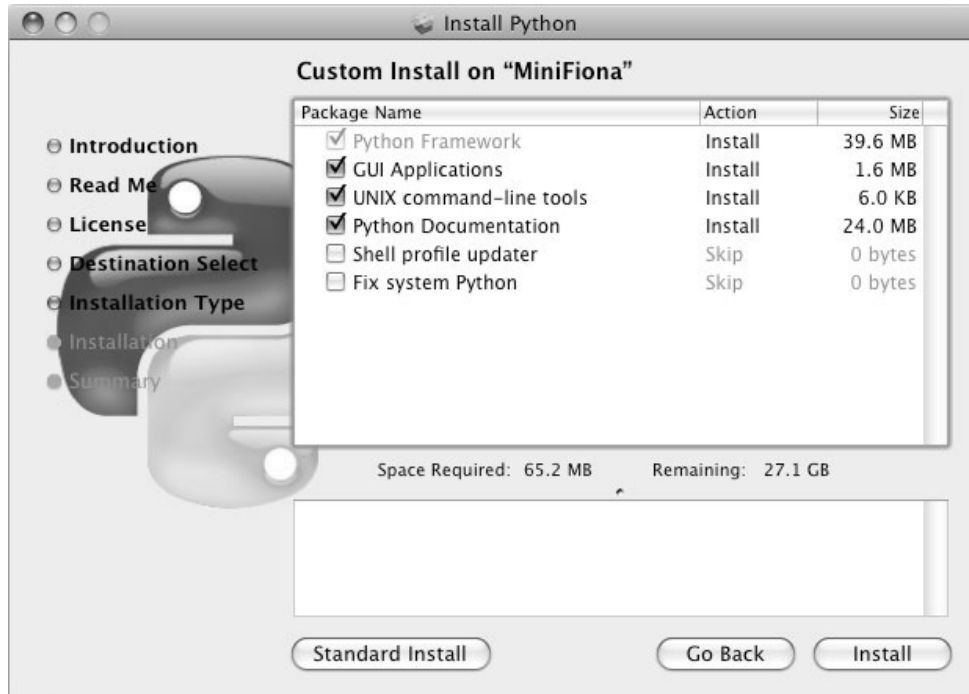 Install Python
Custom Install on “MiniFiona”
Introduction
Read Me
License
Destination Select
Installation Type
Installation
Summary
Package Name Action Size
Python Framework Install 39.6 MB
GUI Applications Install 1.6 MB
UNIX command-line tools Install 6.0 KB
Python Documentation Install 24.0 MB
Shell profile updater Skip 0 bytes
Fix system Python Skip 0 bytes
Space Required: 65.2 MB Remaining: 27.1 GB
Standard Install Go Back Install